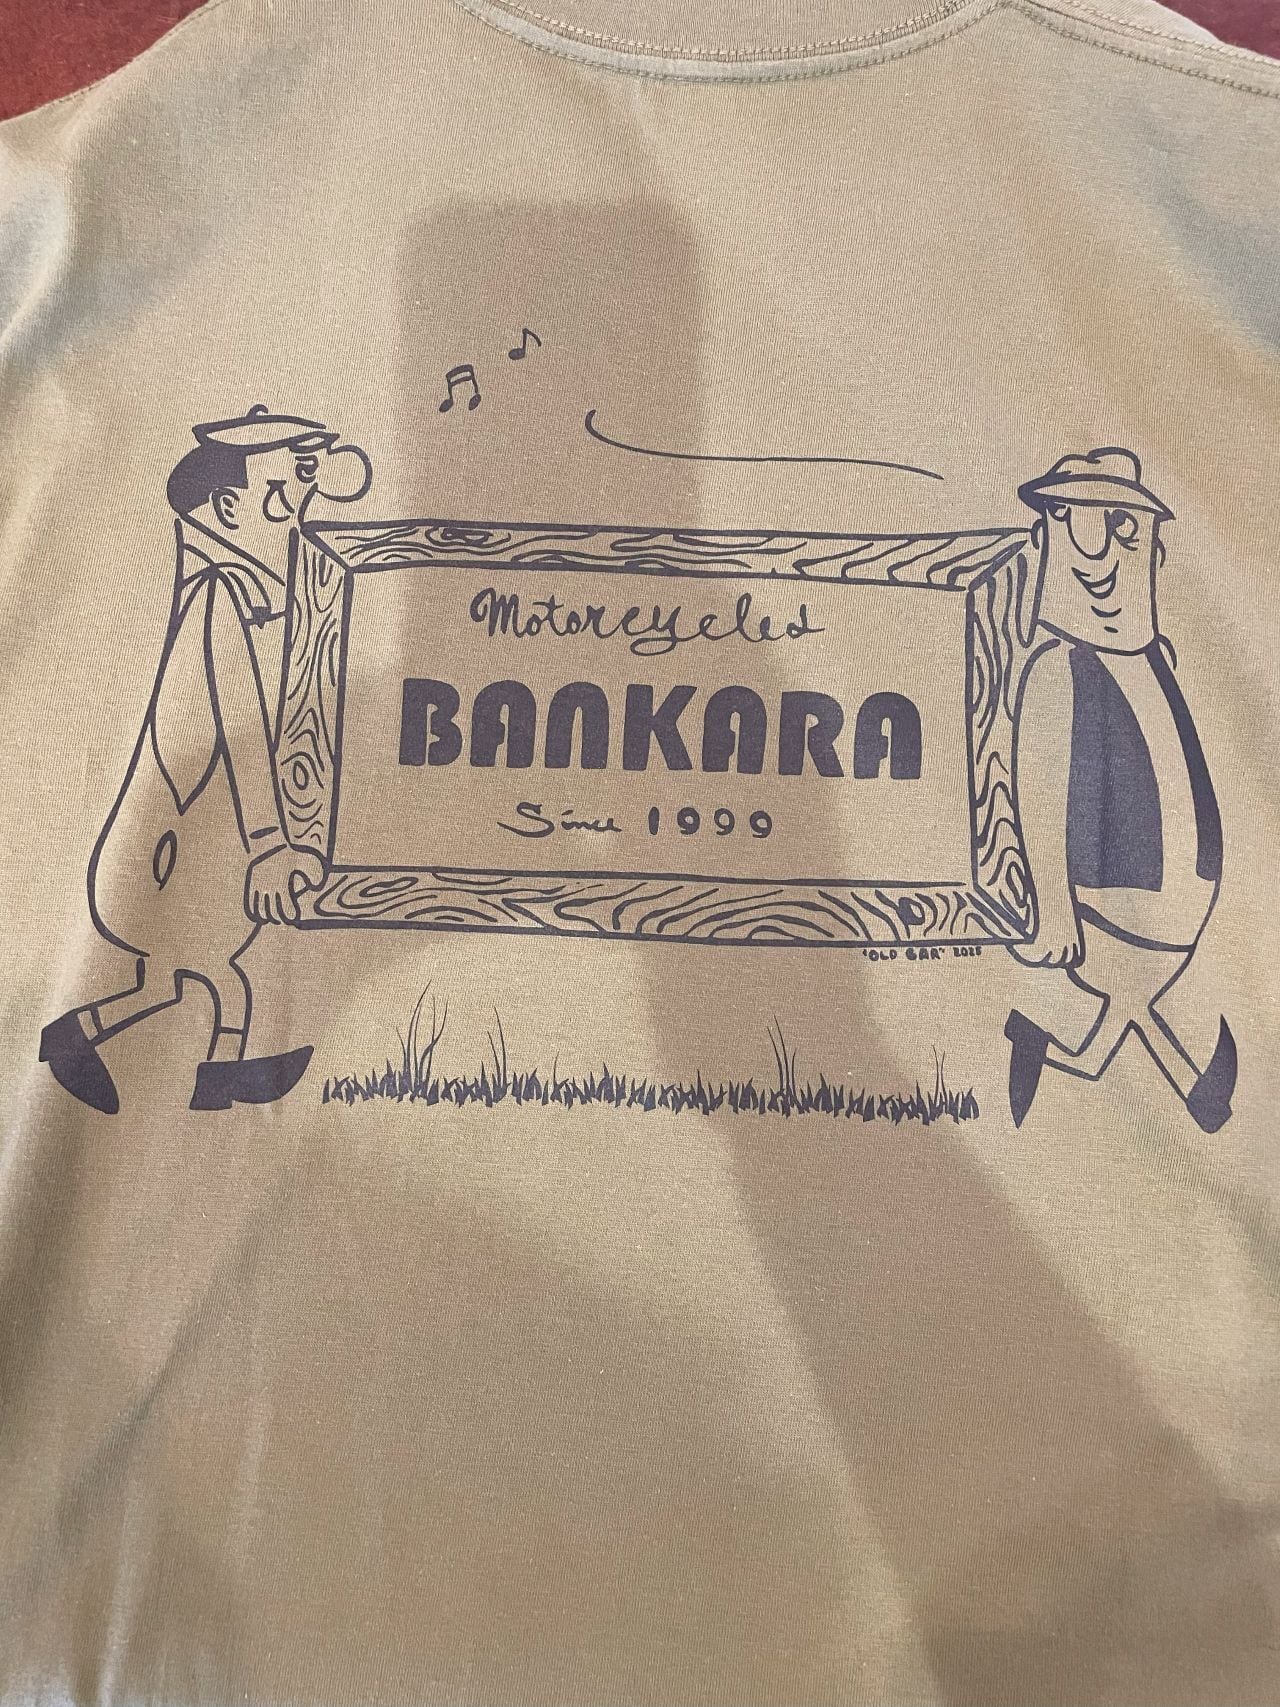 Motorcycles
BANKARA
Since 1999
"OLD GAR" 2025